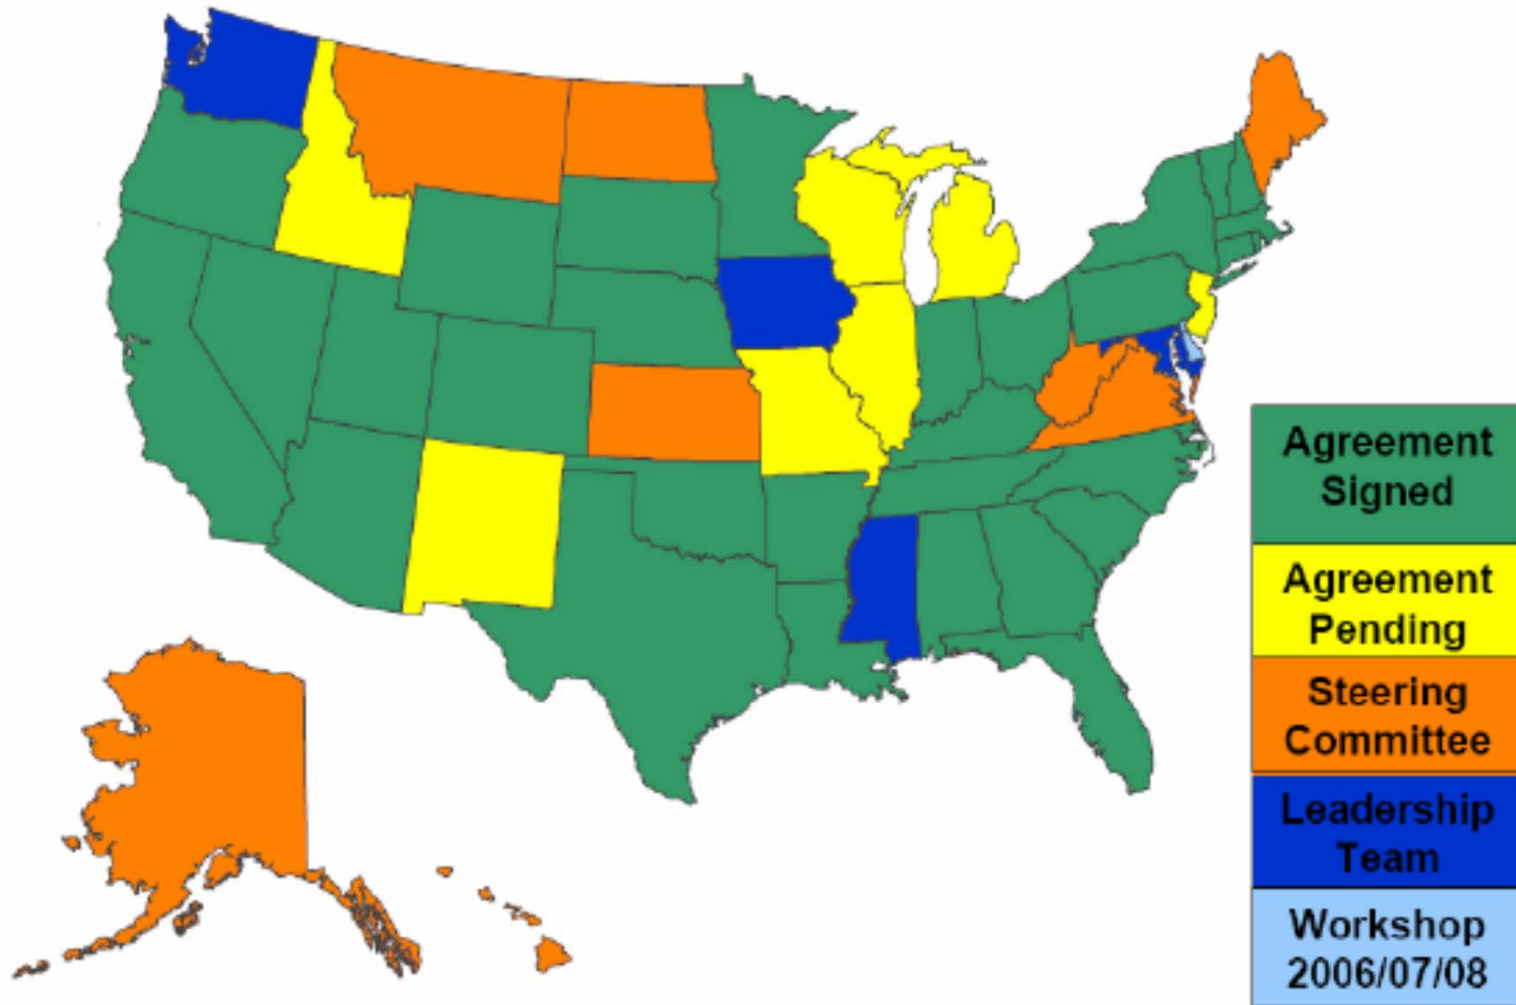 Agreement
Signed
Agreement
Pending
Steering
Committee
Leadership
Team
Workshop
2006/07/08